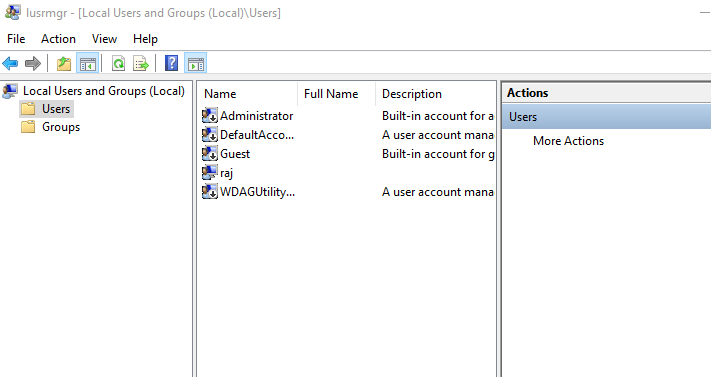 lusrmgr - [Local Users and Groups (Local)\Users]
File Action View Help
Local Users and Groups (Local)
Users
Groups
Name Full Name Description
Administrator Built-in account for a
DefaultAcco... A user account mana
Guest Built-in account for g
raj
WDAGUtility... A user account mana
Actions
Users
More Actions